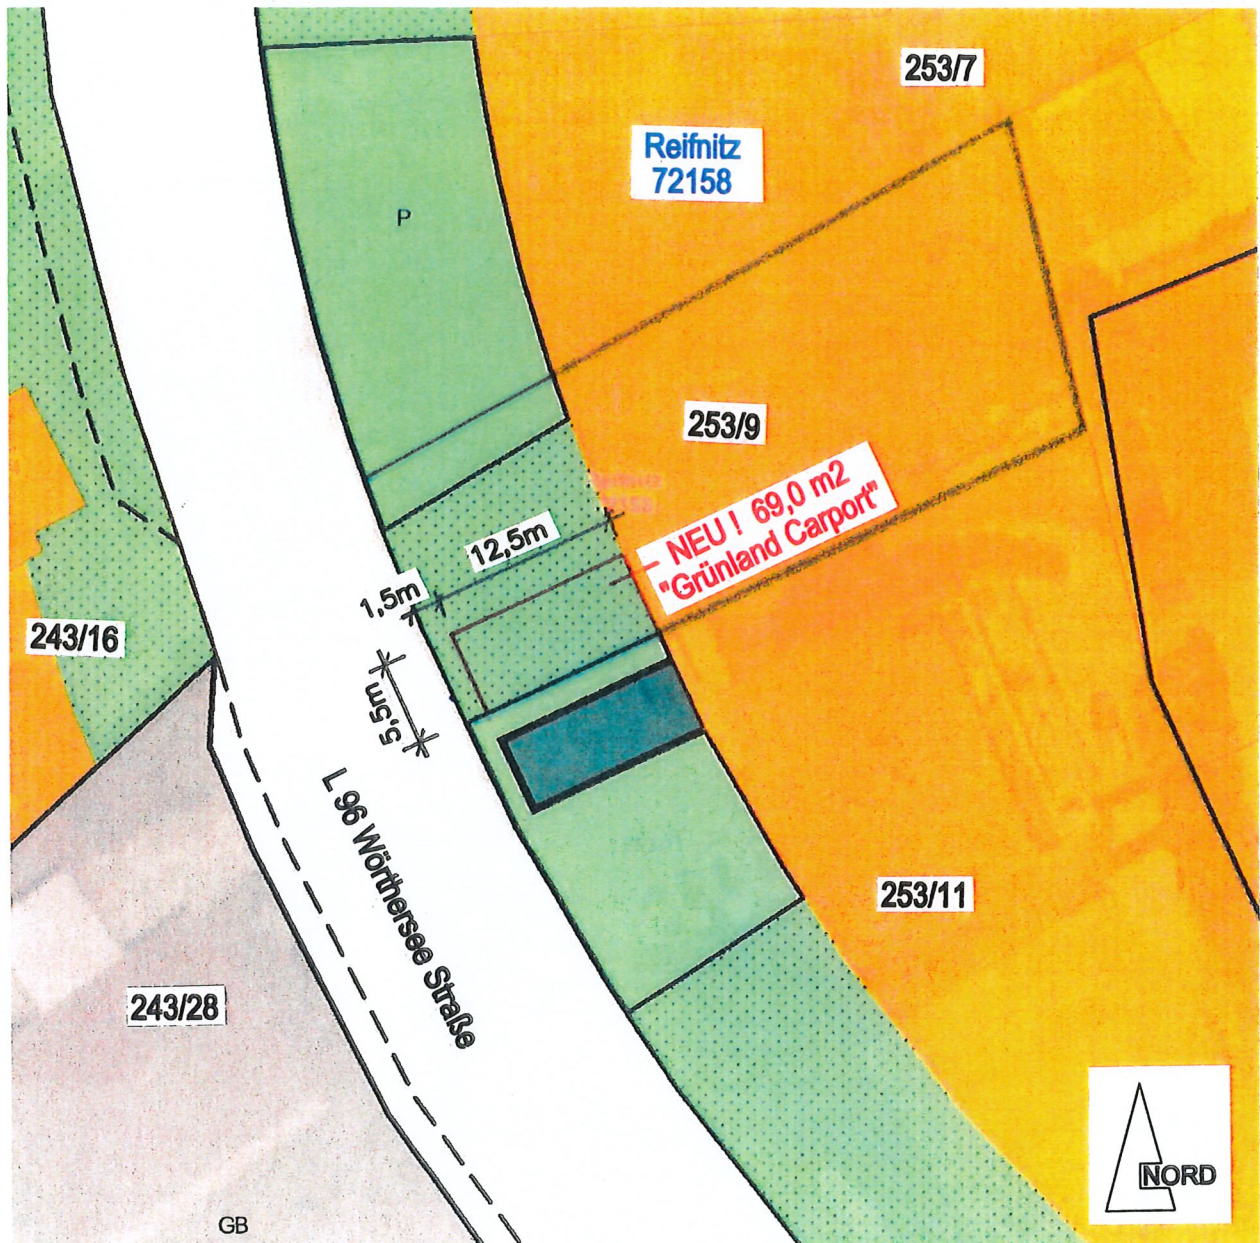 253/7
Reifnitz
72158
P
253/9
NEU ! 69,0 m2
"Grünland Carport"
12,5m
1,5m
5,5m
243/16
L 96 Wörthersee Straße
253/11
243/28
NORD
GB